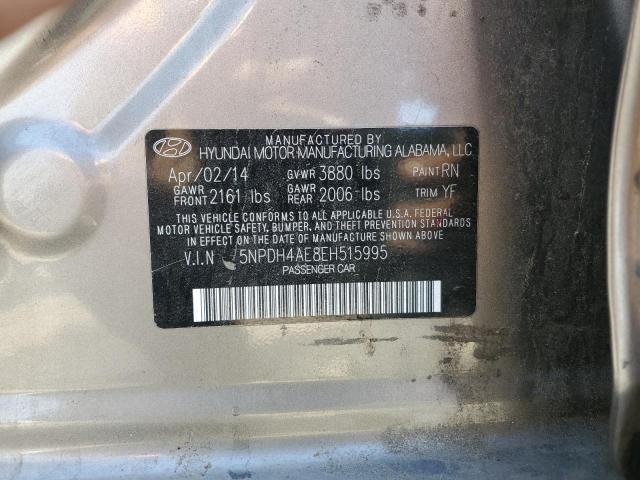 MANUFACTURED BY
HYUNDAI MOTOR MANUFACTURING ALABAMA, LLC
Apr/02/14 GVWR 3880 lbs PAINT RN
GAWR FRONT 2161 lbs GAWR REAR 2006 lbs TRIM YF
THIS VEHICLE CONFORMS TO ALL APPLICABLE U.S.A. FEDERAL
MOTOR VEHICLE SAFETY, BUMPER, AND THEFT PREVENTION STANDARDS
IN EFFECT ON THE DATE OF MANUFACTURE SHOWN ABOVE.
V.I.N 5NPDH4AE8EH515995
PASSENGER CAR